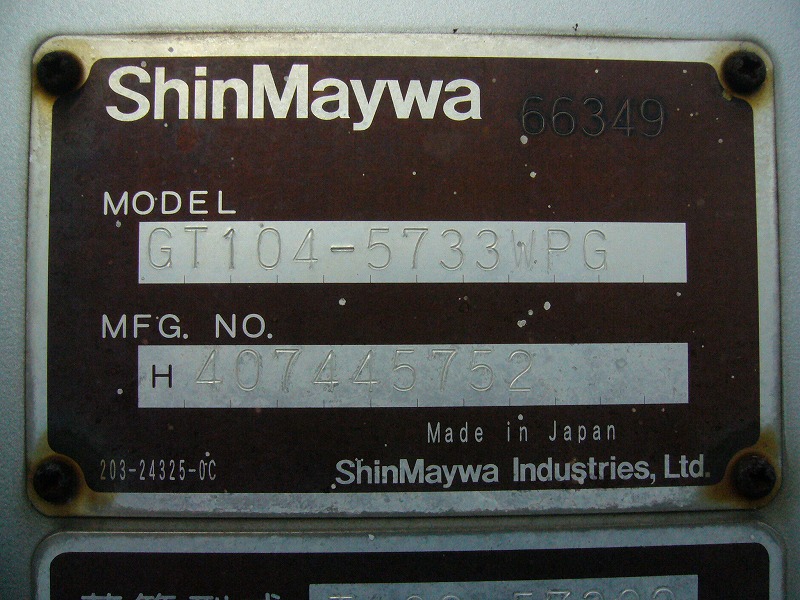 ShinMaywa 66349
MODEL
GT104-5733WPG
MFG. NO.
H 407445752
Made in Japan
203-24325-0C ShinMaywa Industries, Ltd.